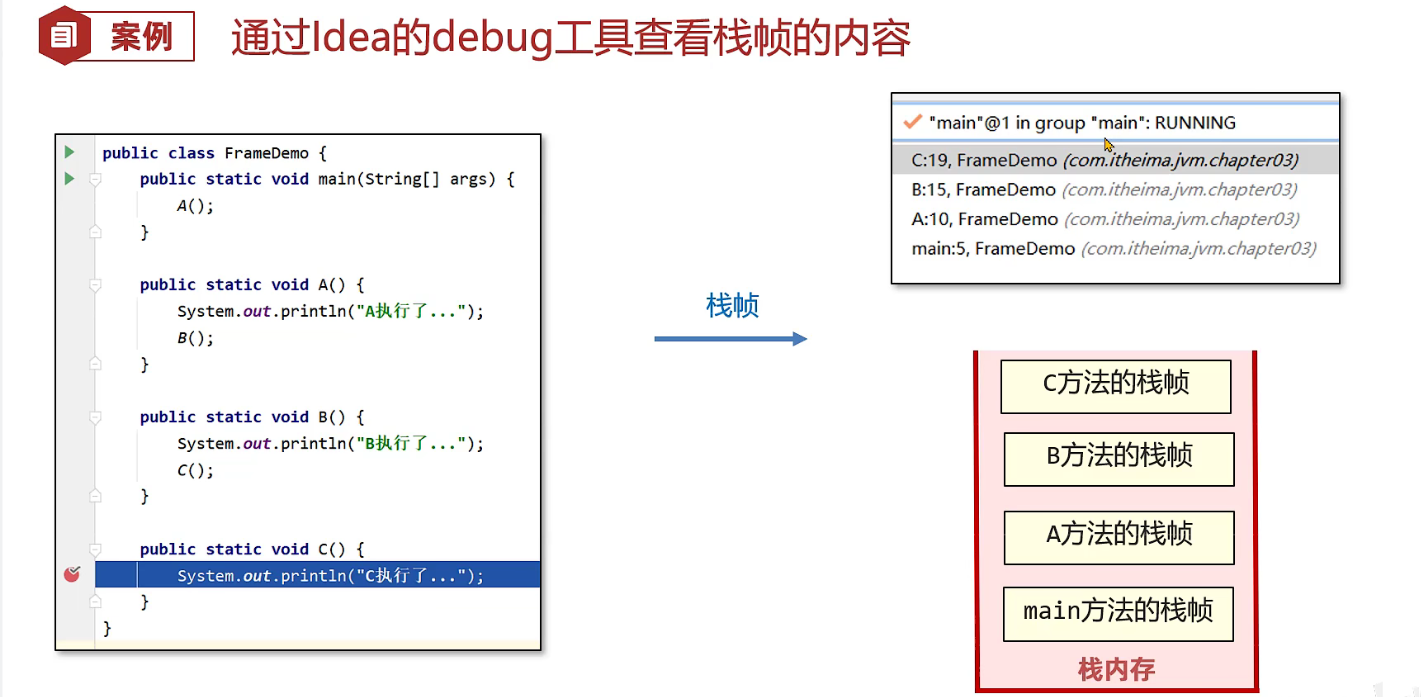 案例
通过Idea的debug工具查看栈帧的内容
public class FrameDemo {
public static void main(String[] args) {
A();
}
public static void A() {
System.out.println("A执行了...");
B();
}
public static void B() {
System.out.println("B执行了...");
C();
}
public static void C() {
System.out.println("C执行了...");
}
}
栈帧
"main"@1 in group "main": RUNNING
C:19, FrameDemo (com.itheima.jvm.chapter03)
B:15, FrameDemo (com.itheima.jvm.chapter03)
A:10, FrameDemo (com.itheima.jvm.chapter03)
main:5, FrameDemo (com.itheima.jvm.chapter03)
C方法的栈帧
B方法的栈帧
A方法的栈帧
main方法的栈帧
栈内存